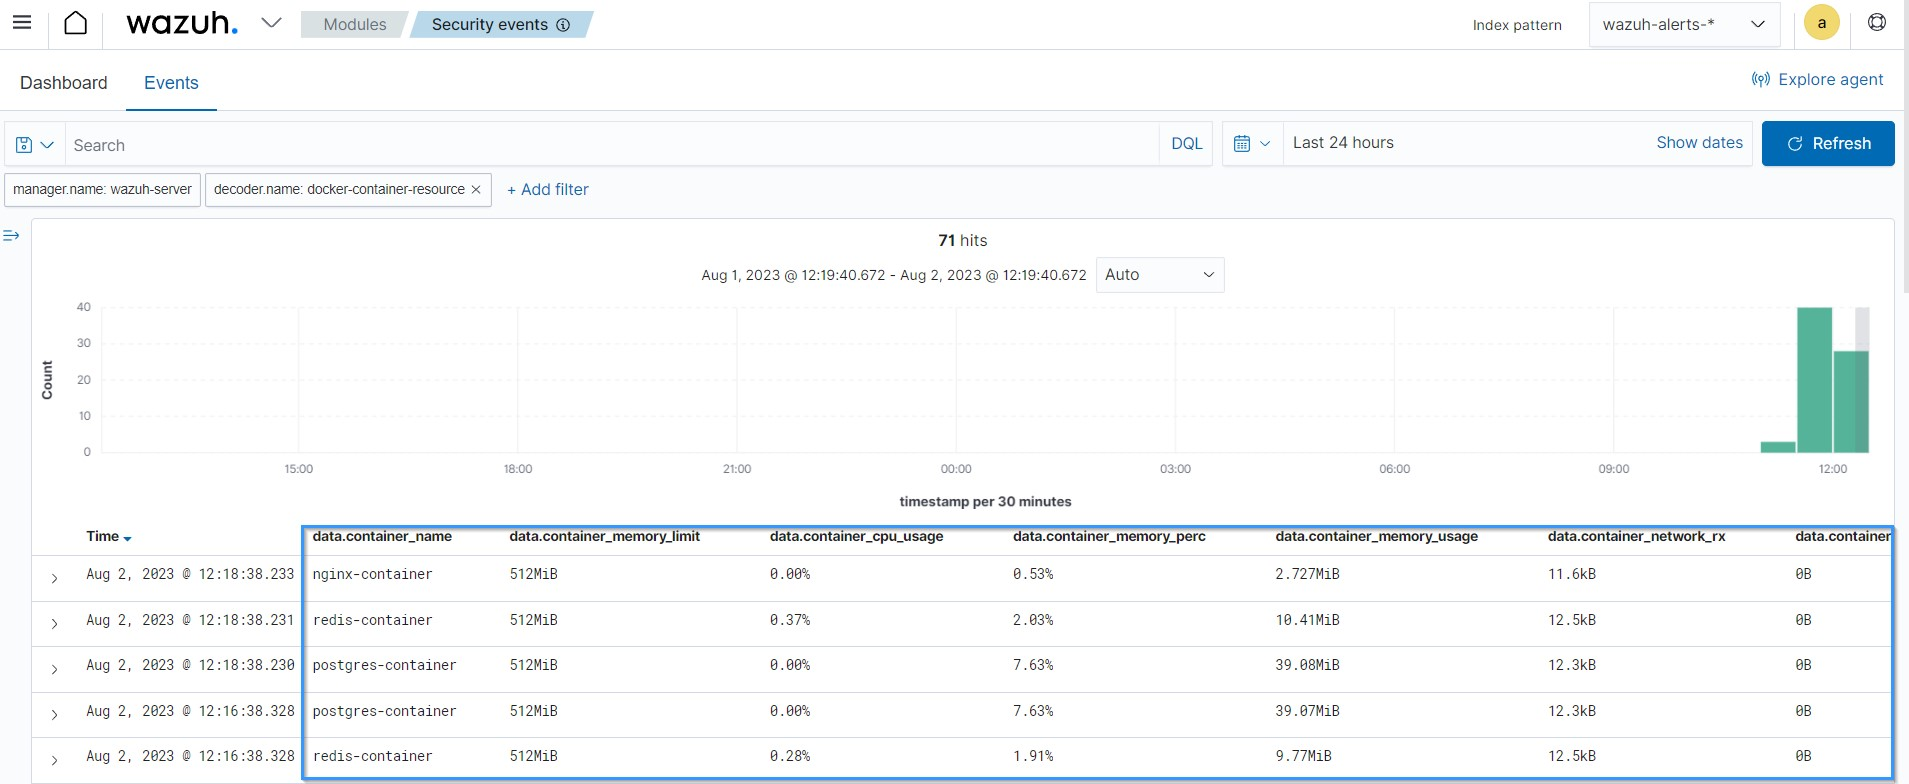 wazuh. Modules Security events Index pattern wazuh-alerts-* a
Dashboard Events Explore agent
Search DQL Last 24 hours Show dates Refresh
manager.name: wazuh-server decoder.name: docker-container-resource × + Add filter
71 hits
Aug 1, 2023 @ 12:19:40.672 - Aug 2, 2023 @ 12:19:40.672 Auto
40
30
20
10
0
Count
15:00 18:00 21:00 00:00 03:00 06:00 09:00 12:00
timestamp per 30 minutes
Time data.container_name data.container_memory_limit data.container_cpu_usage data.container_memory_perc data.container_memory_usage data.container_network_rx data.container
Aug 2, 2023 @ 12:18:38.233 nginx-container 512MiB 0.00% 0.53% 2.727MiB 11.6kB 0B
Aug 2, 2023 @ 12:18:38.231 redis-container 512MiB 0.37% 2.03% 10.41MiB 12.5kB 0B
Aug 2, 2023 @ 12:18:38.230 postgres-container 512MiB 0.00% 7.63% 39.08MiB 12.3kB 0B
Aug 2, 2023 @ 12:16:38.328 postgres-container 512MiB 0.00% 7.63% 39.07MiB 12.3kB 0B
Aug 2, 2023 @ 12:16:38.328 redis-container 512MiB 0.28% 1.91% 9.77MiB 12.5kB 0B